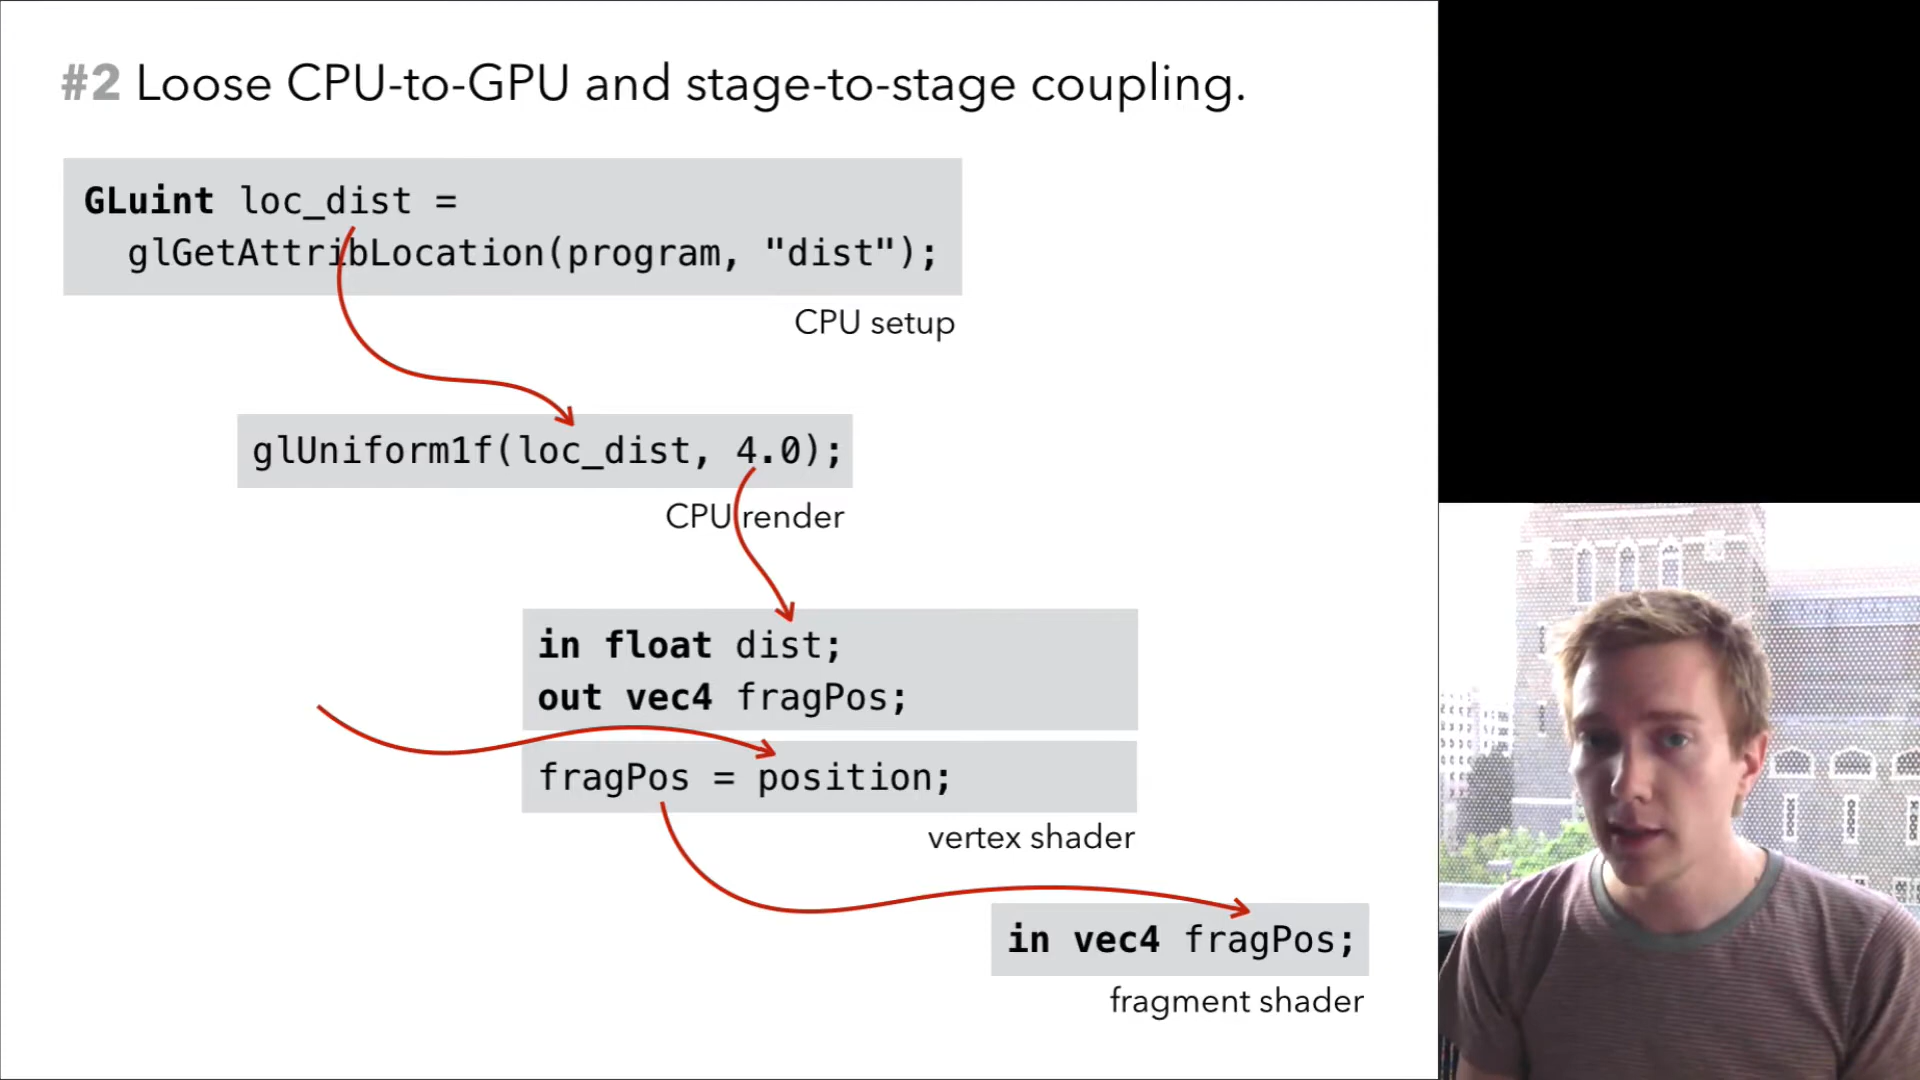 #2 Loose CPU-to-GPU and stage-to-stage coupling.
GLuint loc_dist =
glGetAttribLocation(program, "dist");
CPU setup
glUniform1f(loc_dist, 4.0);
CPU render
in float dist;
out vec4 fragPos;
fragPos = position;
vertex shader
in vec4 fragPos;
fragment shader